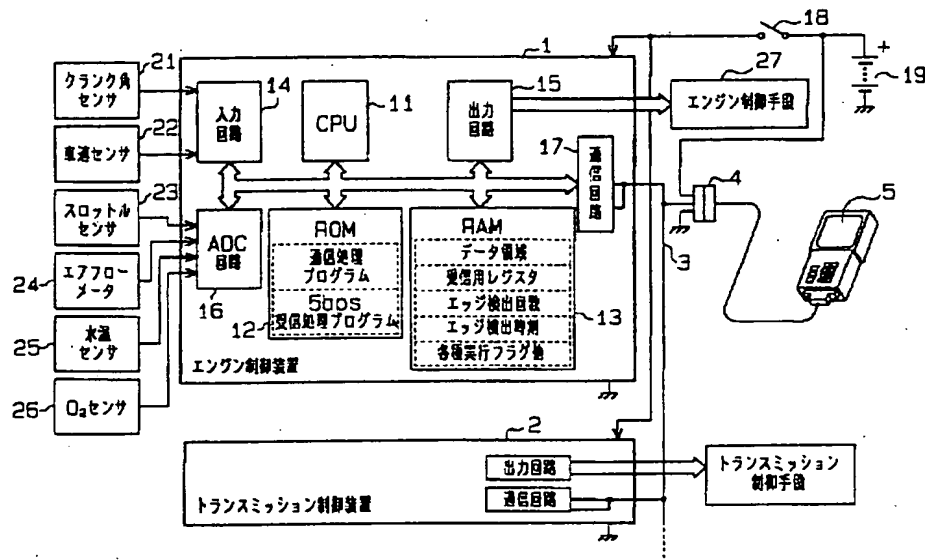 18
21
1
27
19
+
クランク角
センサ
14
入力
回路
11
CPU
15
出力
回路
エンジン制御手段
22
車速センサ
17
通信回路
4
5
23
スロットル
センサ
ADC
回路
16
ROM
通信処理
プログラム
5bps
受信処理プログラム
12
RAM
データ領域
受信用レジスタ
エッジ検出回数
エッジ検出時刻
各種実行フラグ他
13
3
24
エアフロー
メータ
25
水温
センサ
26
O₂センサ
エンジン制御装置
2
出力回路
通信回路
トランスミッション制御装置
トランスミッション
制御手段